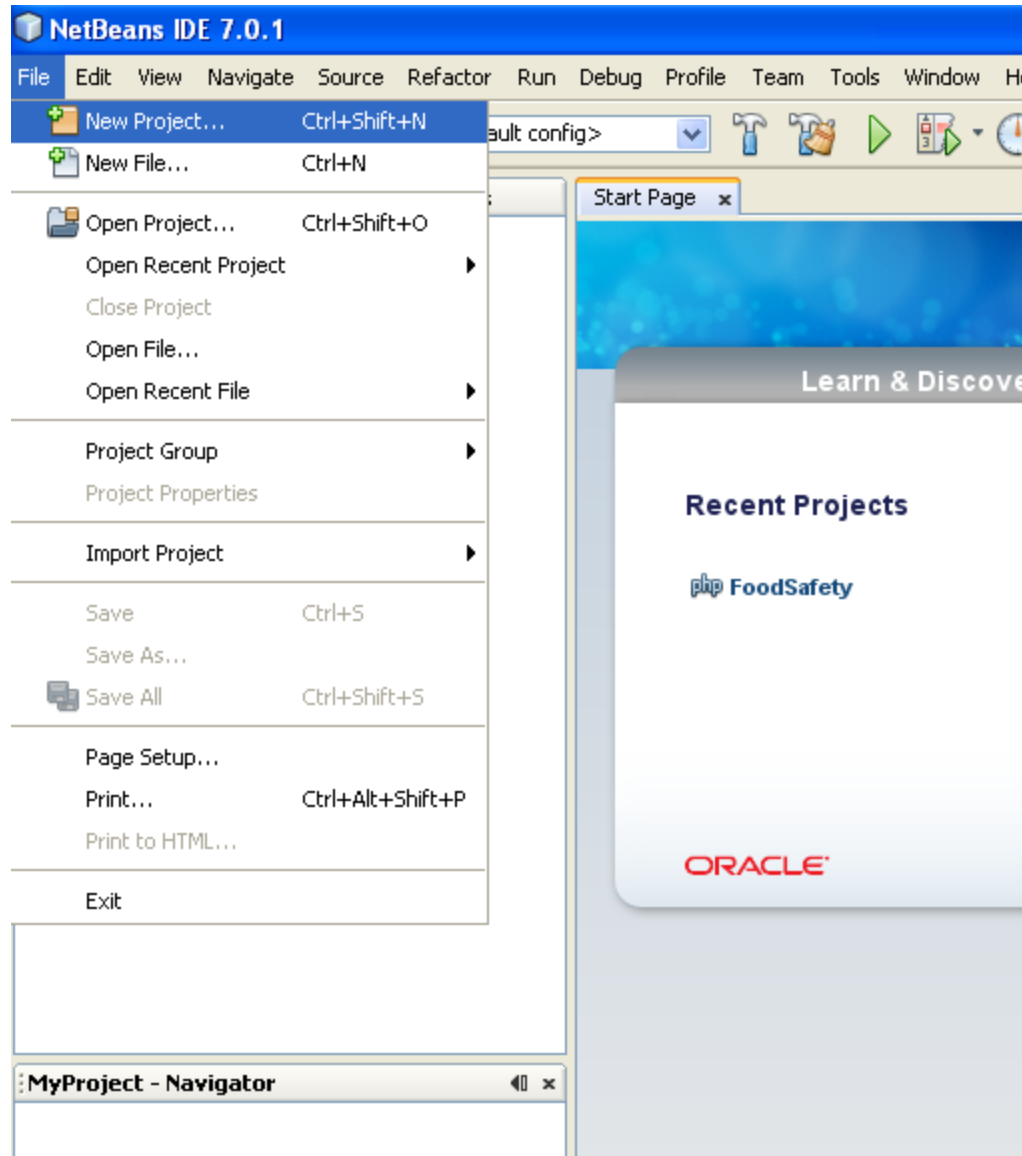 NetBeans IDE 7.0.1
File Edit View Navigate Source Refactor Run Debug Profile Team Tools Window
New Project... Ctrl+Shift+N
ault config>
New File... Ctrl+N
Start Page x
Open Project... Ctrl+Shift+O
Open Recent Project
Close Project
Open File...
Open Recent File
Learn & Discove
Project Group
Project Properties
Recent Projects
Import Project
php FoodSafety
Save Ctrl+S
Save As...
Save All Ctrl+Shift+S
Page Setup...
Print... Ctrl+Alt+Shift+P
Print to HTML...
ORACLE
Exit
MyProject - Navigator